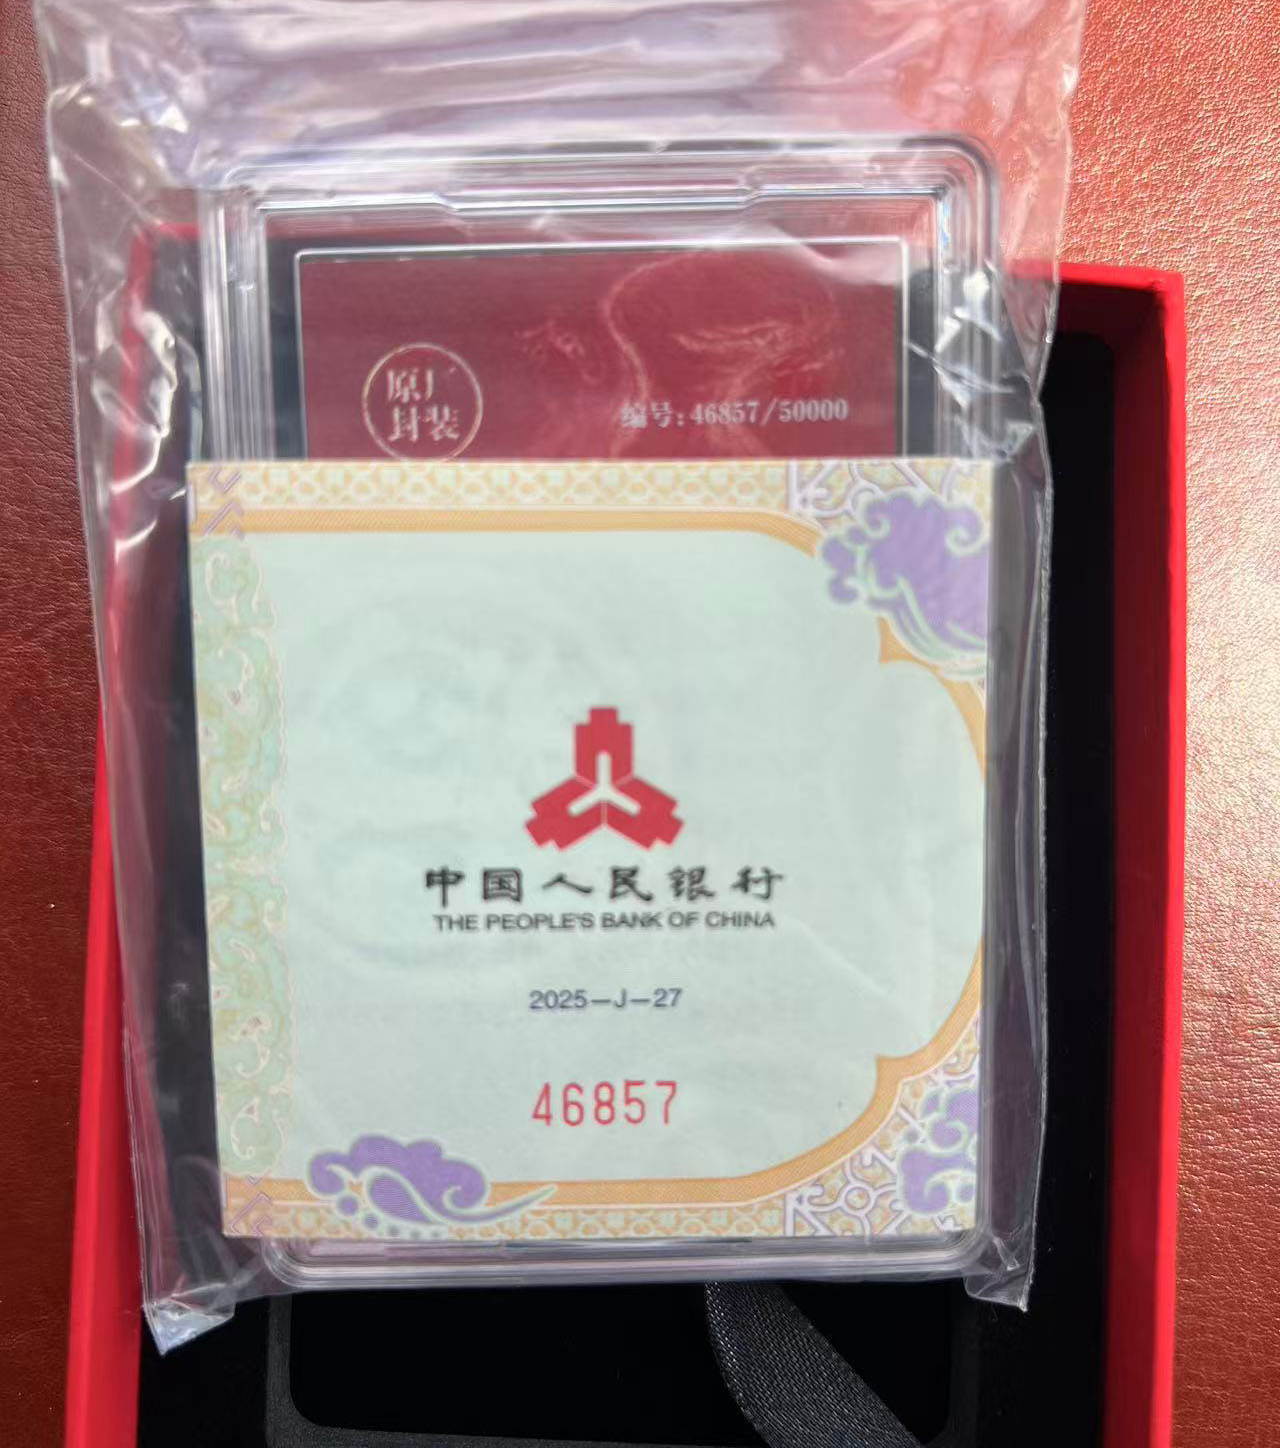 原厂
封装
编号:46857/50000
中国人民银行
THE PEOPLE'S BANK OF CHINA
2025—J—27
46857